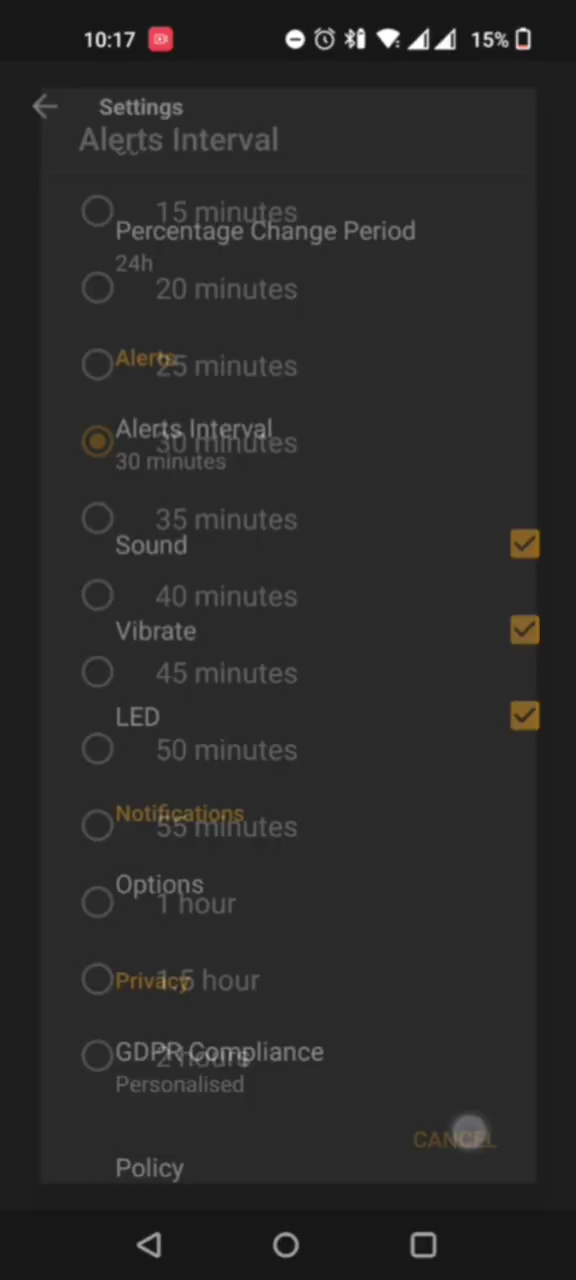 10:17
15%
Settings
Alerts Interval
15 minutes
Percentage Change Period
24h
20 minutes
Alerts
25 minutes
Alerts Interval
30 minutes
30 minutes
35 minutes
Sound
40 minutes
Vibrate
45 minutes
LED
50 minutes
Notifications
55 minutes
Options
1 hour
Privacy
1.5 hour
GDPR Compliance
2 hours
Personalised
CANCEL
Policy